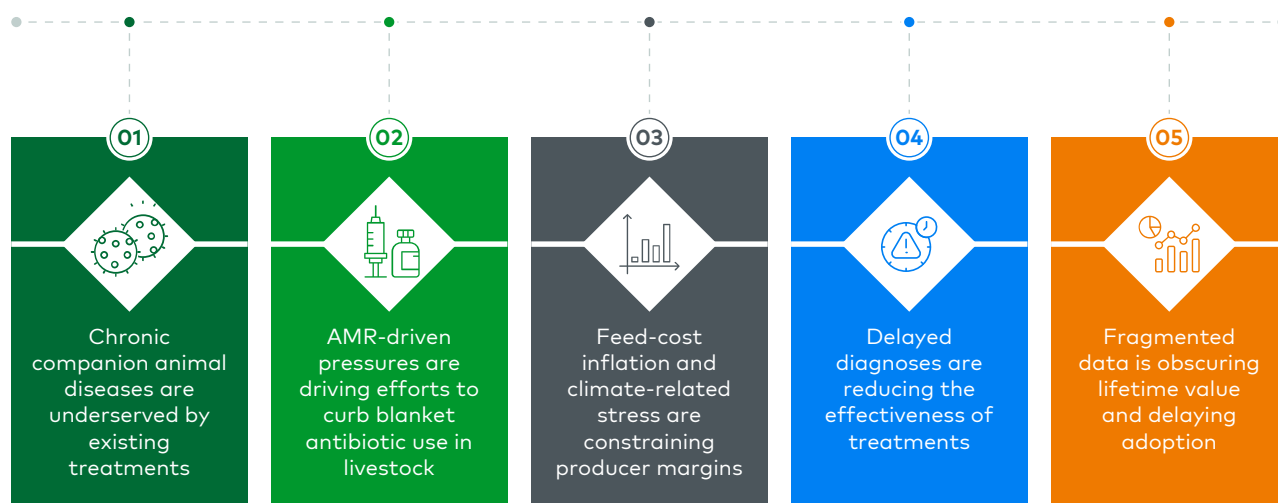 01
Chronic
companion animal
diseases are
underserved by
existing
treatments
02
AMR-driven
pressures are
driving efforts to
curb blanket
antibiotic use in
livestock
03
Feed-cost
inflation and
climate-related
stress are
constraining
producer margins
04
Delayed
diagnoses are
reducing the
effectiveness of
treatments
05
Fragmented
data is obscuring
lifetime value
and delaying
adoption